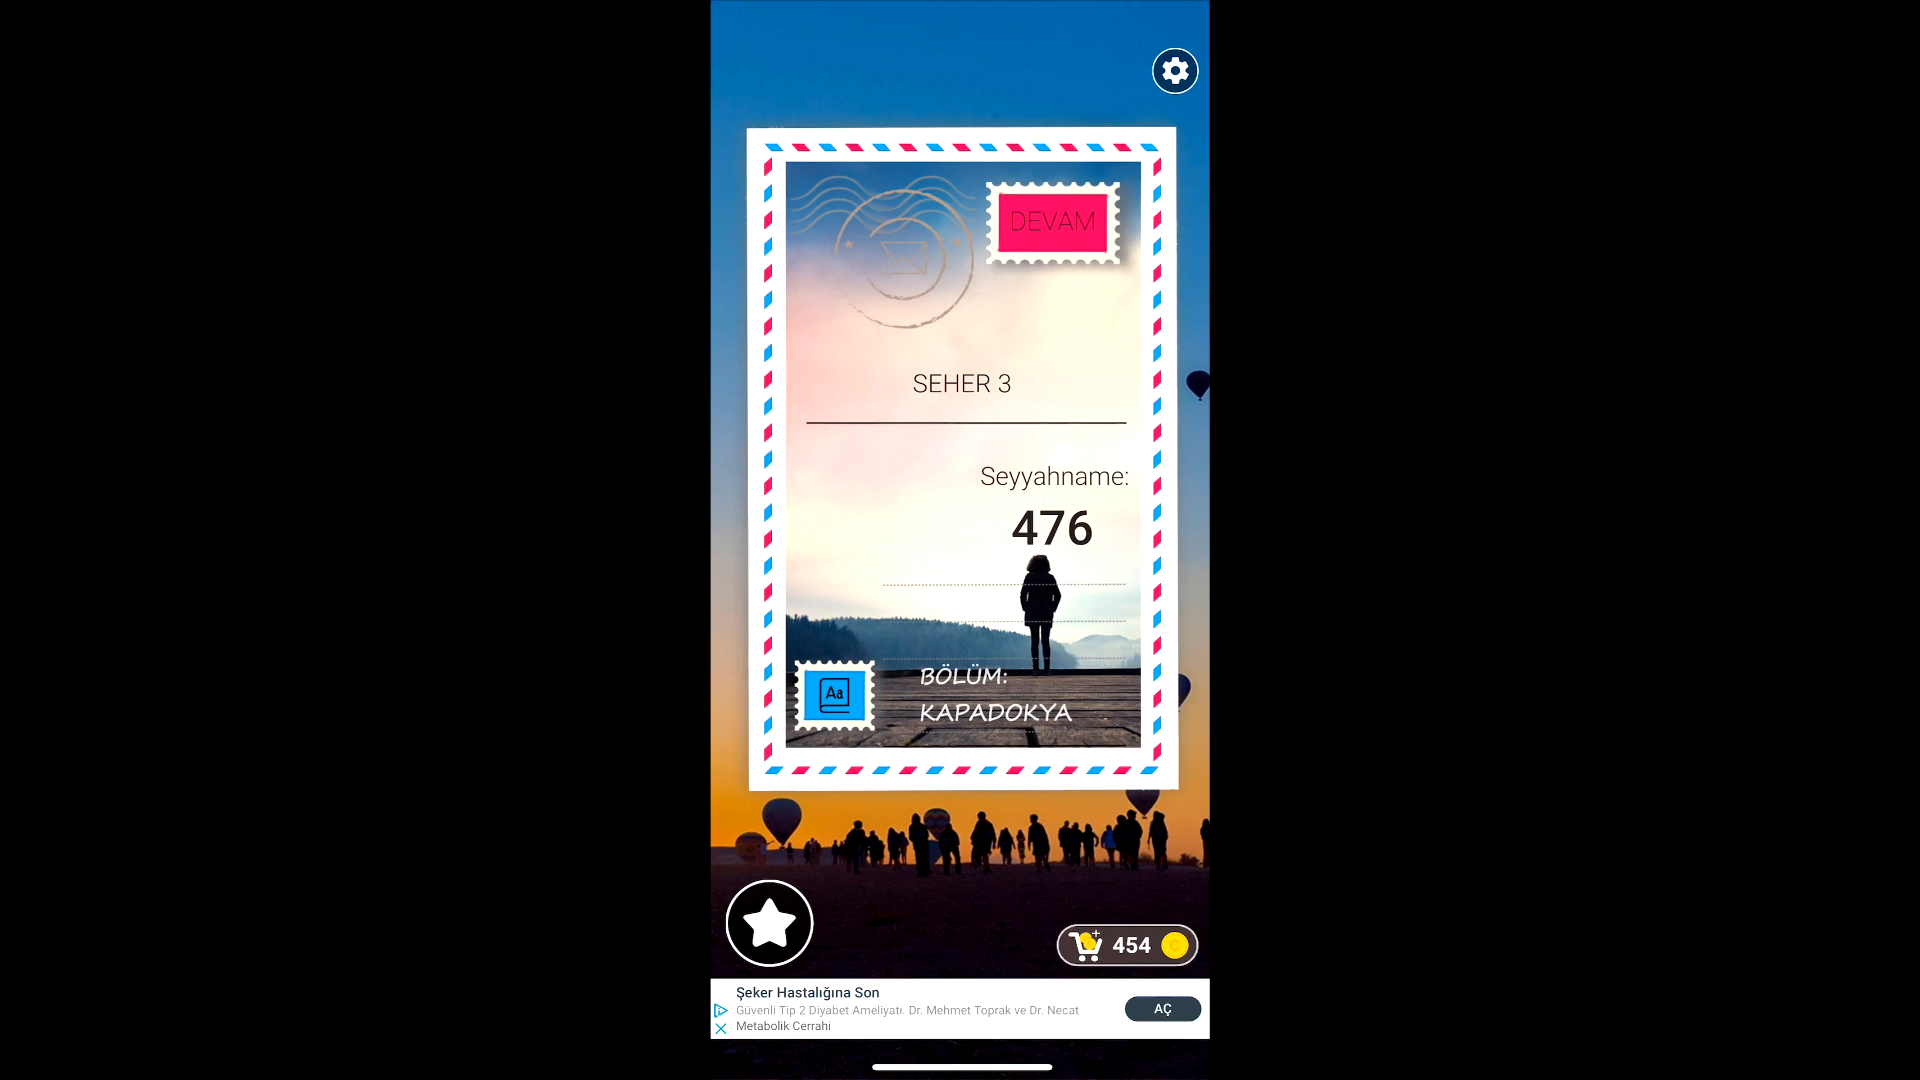 DEVAM
SEHER 3
Seyyahname:
476
Aa
BÖLÜM:
KAPADOKYA
454
Şeker Hastalığına Son
Güvenli Tip 2 Diyabet Ameliyatı. Dr. Mehmet Toprak ve Dr. Necat
Metabolik Cerrahi
AÇ